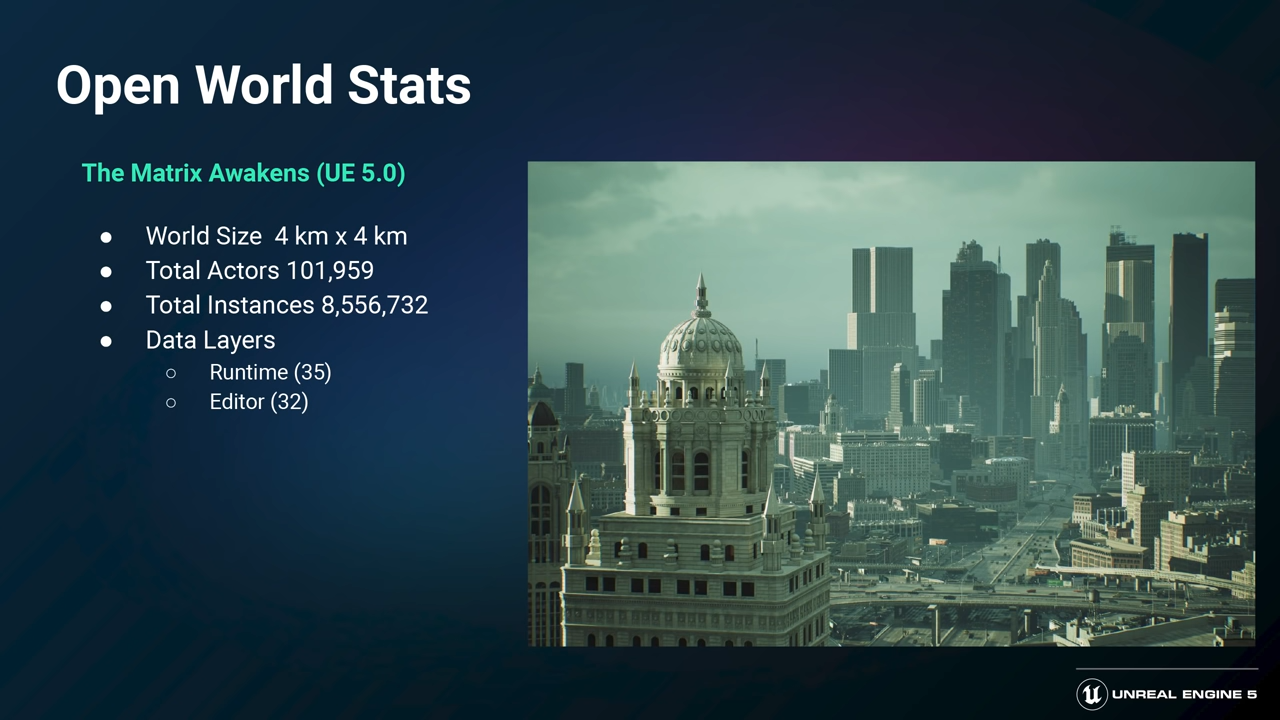 Open World Stats
The Matrix Awakens (UE 5.0)
● World Size 4 km x 4 km
● Total Actors 101,959
● Total Instances 8,556,732
● Data Layers
○ Runtime (35)
○ Editor (32)
UNREAL ENGINE 5